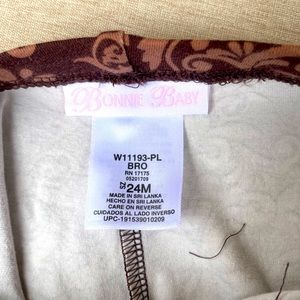 BONNIE BABY
W11193-PL
BRO
RN 17175
05201709
SZ 24M
MADE IN SRI LANKA
HECHO EN SRI LANKA
CARE ON REVERSE
CUIDADOS AL LADO INVERSO
UPC-191539010209